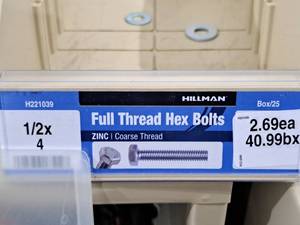 HILLMAN
H221039
Full Thread Hex Bolts
Box/25
1/2x
4
ZINC | Coarse Thread
2.69ea
40.99bx